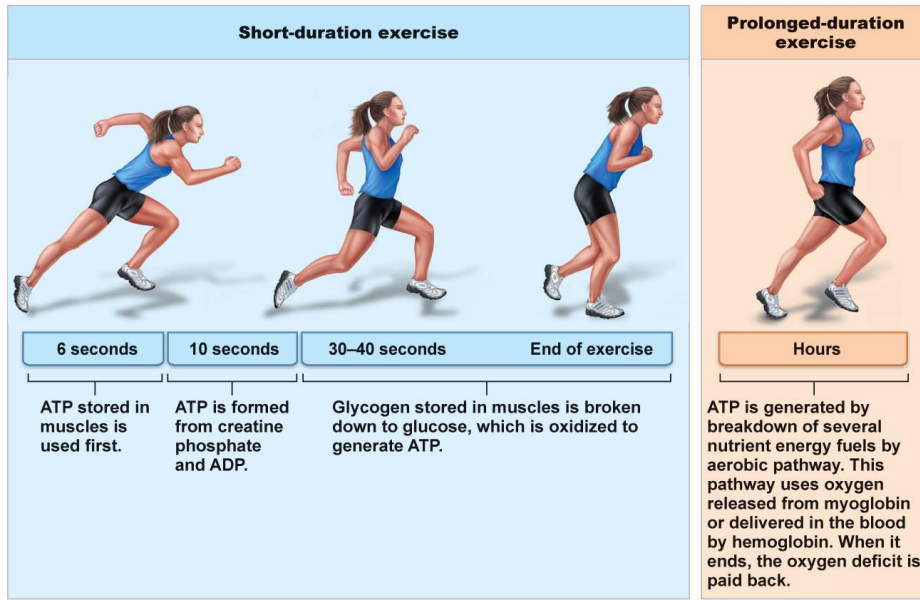 Short-duration exercise
Prolonged-duration
exercise
6 seconds
10 seconds
30–40 seconds
End of exercise
Hours
ATP stored in
muscles is
used first.
ATP is formed
from creatine
phosphate
and ADP.
Glycogen stored in muscles is broken
down to glucose, which is oxidized to
generate ATP.
ATP is generated by
breakdown of several
nutrient energy fuels by
aerobic pathway. This
pathway uses oxygen
released from myoglobin
or delivered in the blood
by hemoglobin. When it
ends, the oxygen deficit is
paid back.